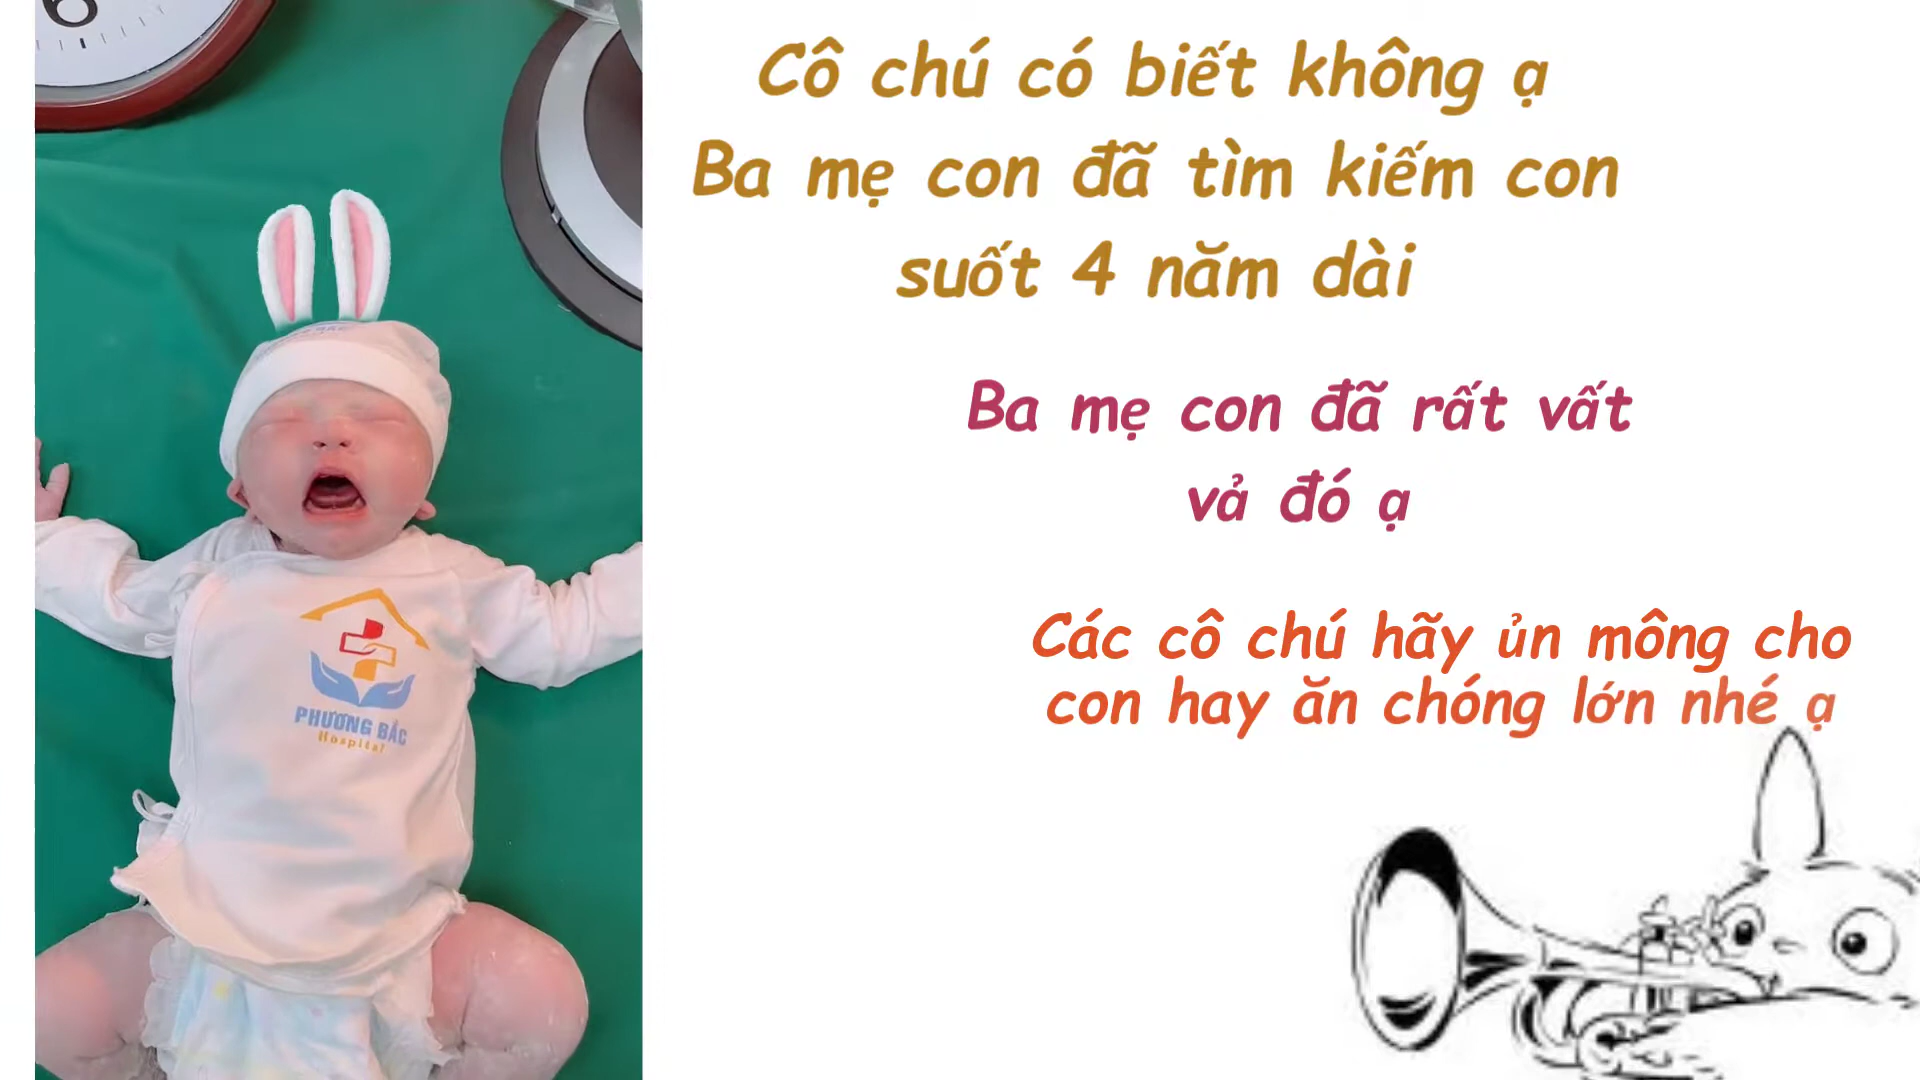 6
Cô chú có biết không ạ
Ba mẹ con đã tìm kiếm con
suốt 4 năm dài
Ba mẹ con đã rất vất
vả đó ạ
Các cô chú hãy ủn mông cho
con hay ăn chóng lớn nhé ạ
PHƯƠNG BẮC
Hospital